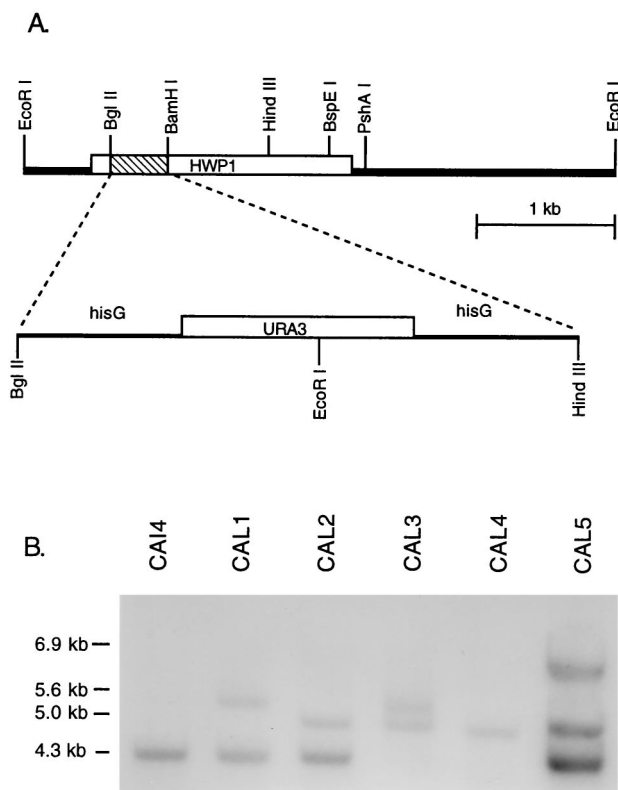 A.
EcoR I
Bgl II
BamH I
Hind III
BspE I
PshA I
EcoR I
HWP1
1 kb
hisG
hisG
URA3
Bgl II
EcoR I
Hind III
B.
CAI4
CAL1
CAL2
CAL3
CAL4
CAL5
6.9 kb
5.6 kb
5.0 kb
4.3 kb